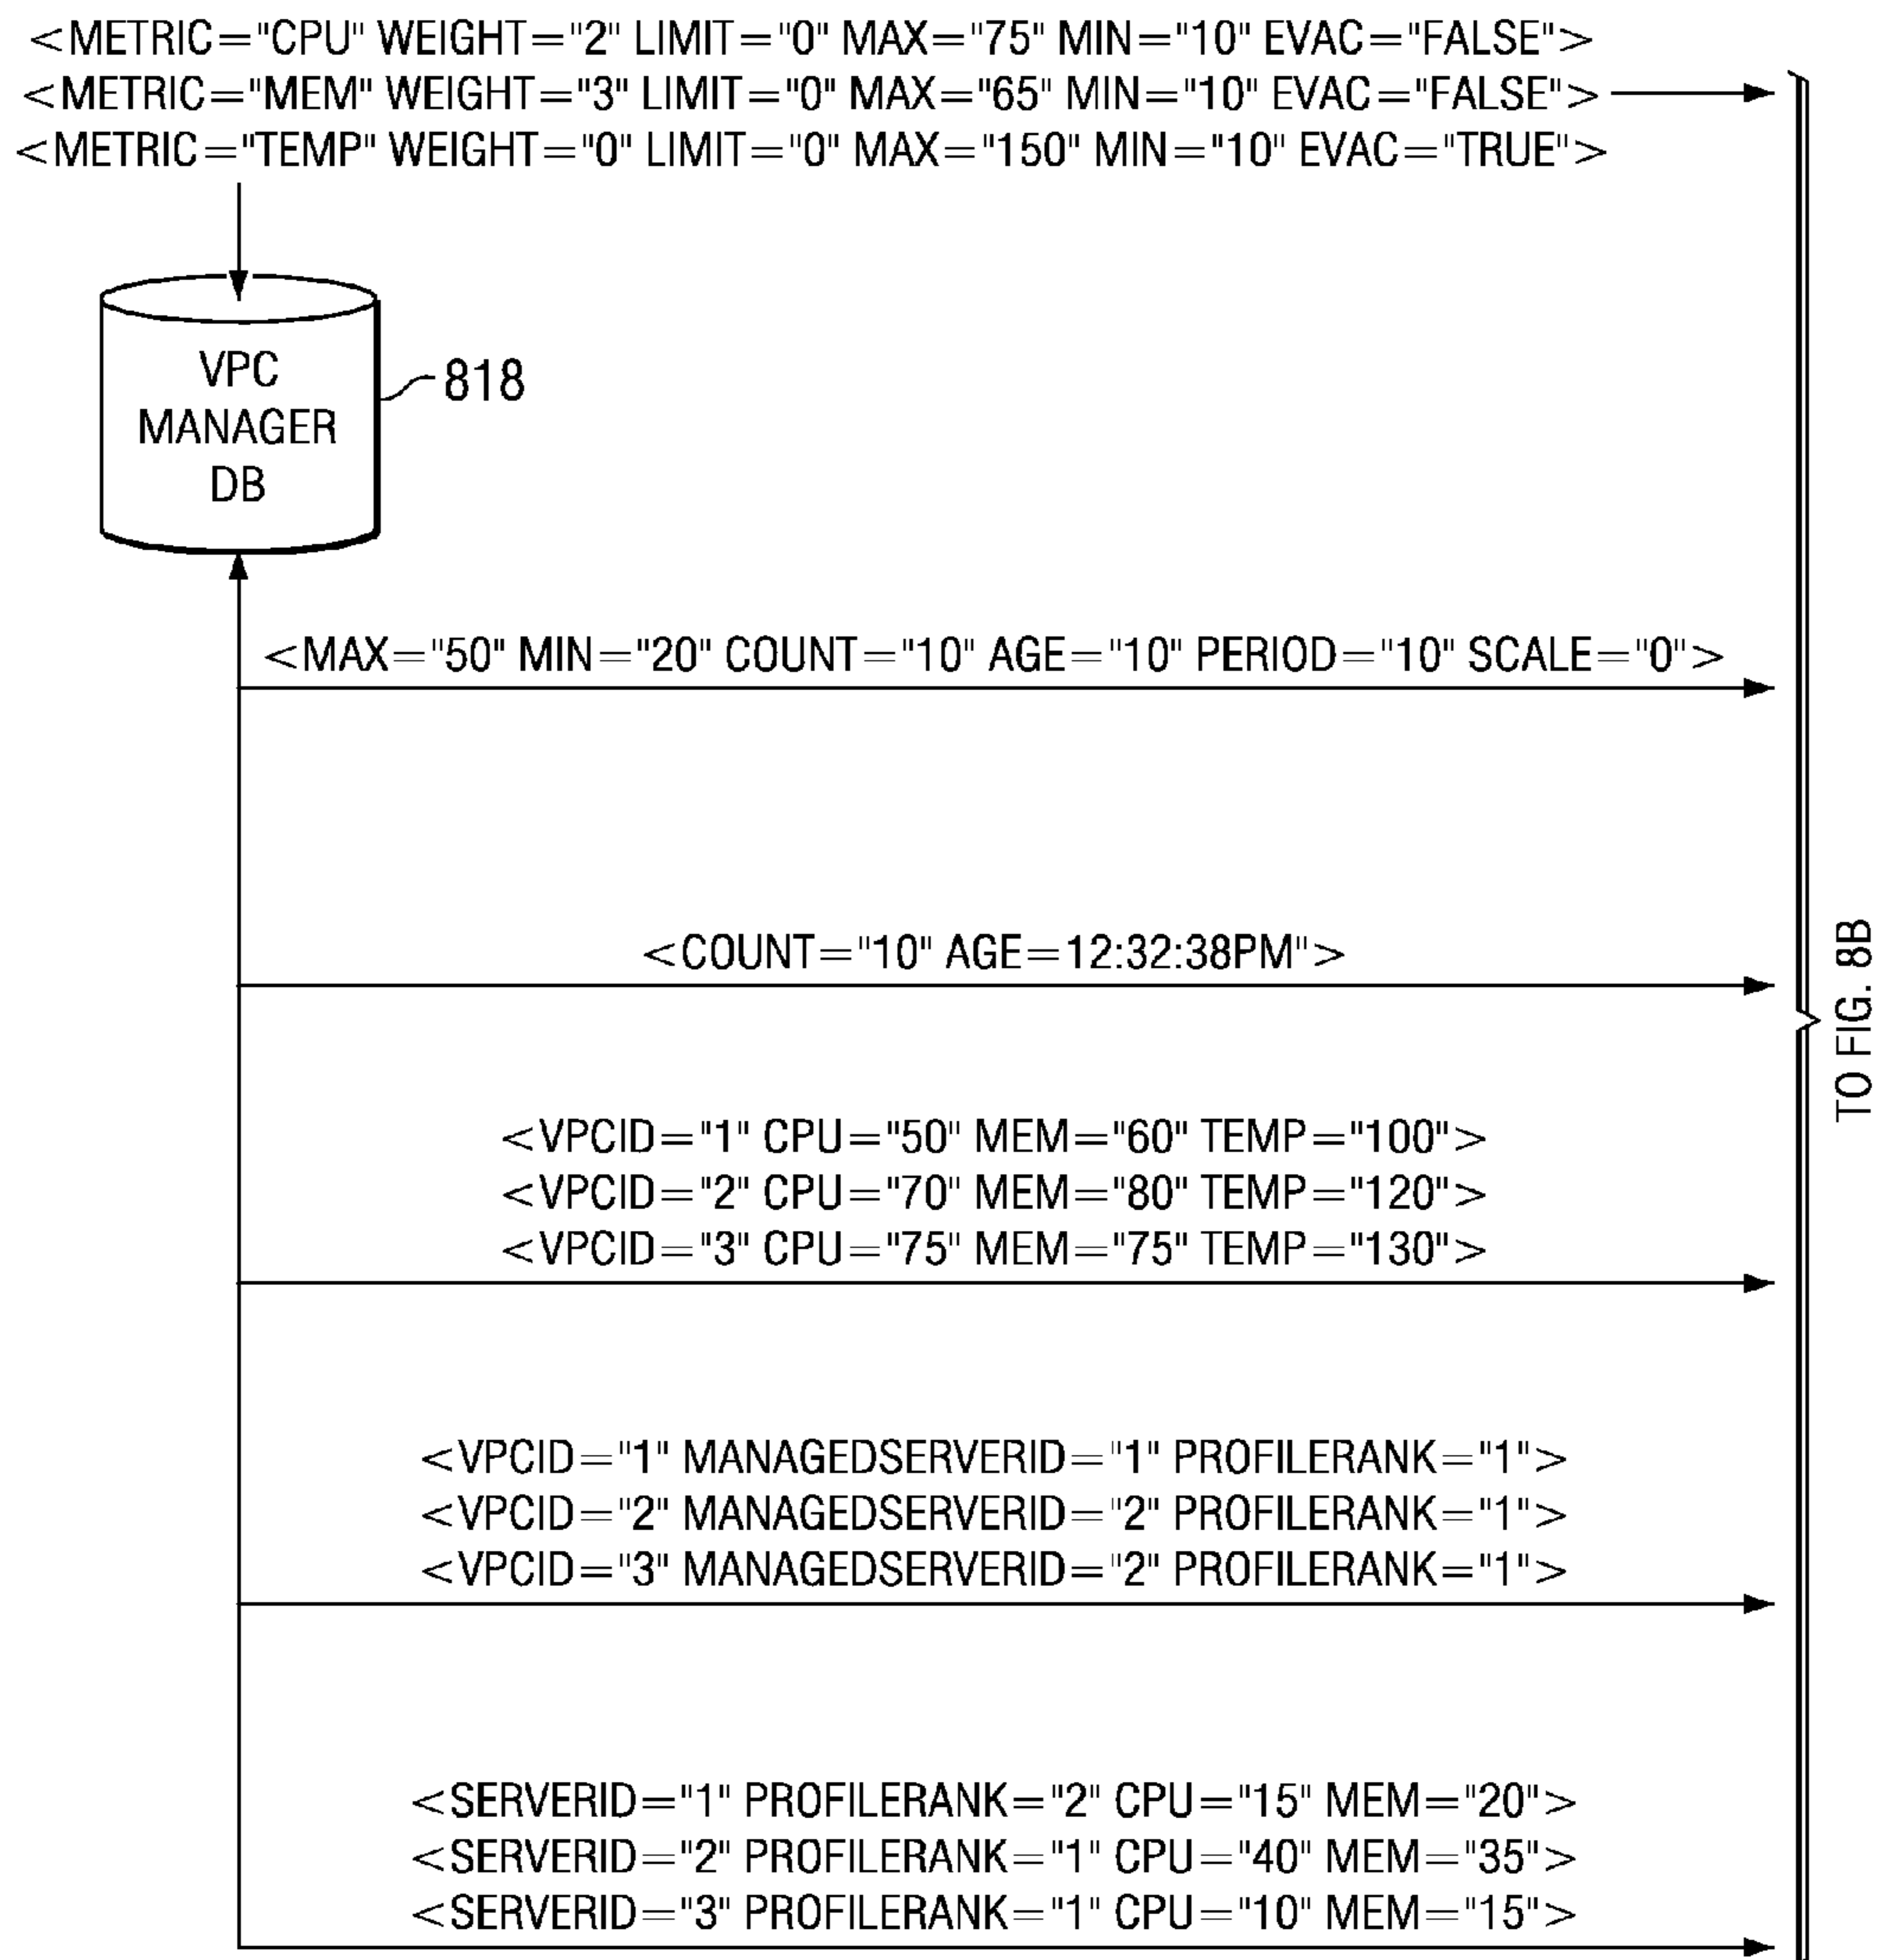 <METRIC="CPU" WEIGHT="2" LIMIT="0" MAX="75" MIN="10" EVAC="FALSE">
<METRIC="MEM" WEIGHT="3" LIMIT="0" MAX="65" MIN="10" EVAC="FALSE">
<METRIC="TEMP" WEIGHT="0" LIMIT="0" MAX="150" MIN="10" EVAC="TRUE">
VPC
MANAGER
DB
818
<MAX="50" MIN="20" COUNT="10" AGE="10" PERIOD="10" SCALE="0">
<COUNT="10" AGE=12:32:38PM">
<VPCID="1" CPU="50" MEM="60" TEMP="100">
<VPCID="2" CPU="70" MEM="80" TEMP="120">
<VPCID="3" CPU="75" MEM="75" TEMP="130">
<VPCID="1" MANAGEDSERVERID="1" PROFILERANK="1">
<VPCID="2" MANAGEDSERVERID="2" PROFILERANK="1">
<VPCID="3" MANAGEDSERVERID="2" PROFILERANK="1">
<SERVERID="1" PROFILERANK="2" CPU="15" MEM="20">
<SERVERID="2" PROFILERANK="1" CPU="40" MEM="35">
<SERVERID="3" PROFILERANK="1" CPU="10" MEM="15">
TO FIG. 8B